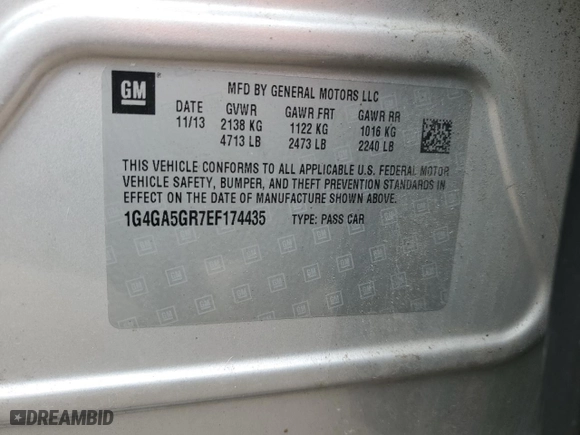 GM
MFD BY GENERAL MOTORS LLC
DATE GVWR GAWR FRT GAWR RR
11/13 2138 KG 1122 KG 1016 KG
4713 LB 2473 LB 2240 LB
THIS VEHICLE CONFORMS TO ALL APPLICABLE U.S. FEDERAL MOTOR
VEHICLE SAFETY, BUMPER, AND THEFT PREVENTION STANDARDS IN
EFFECT ON THE DATE OF MANUFACTURE SHOWN ABOVE.
1G4GA5GR7EF174435 TYPE: PASS CAR
DREAMBID